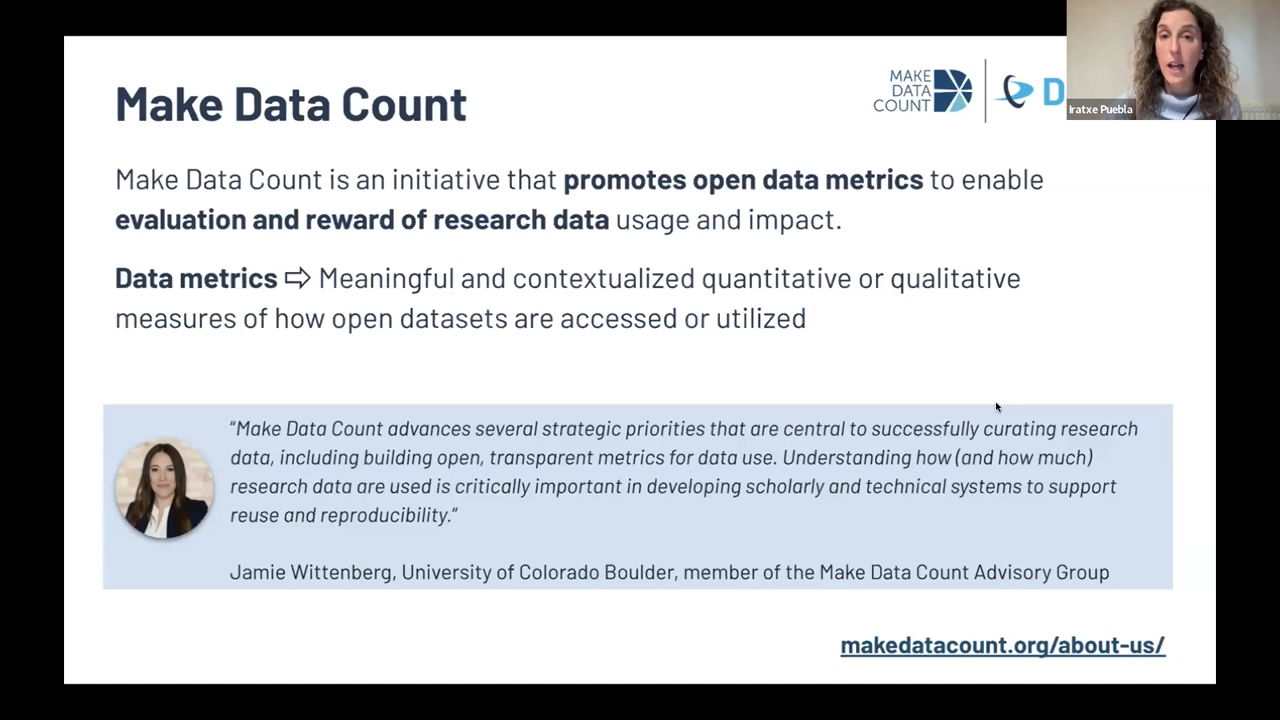 Make Data Count
MAKE
DATA
COUNT
Iratxe Puebla
Make Data Count is an initiative that promotes open data metrics to enable
evaluation and reward of research data usage and impact.
Data metrics ⇨ Meaningful and contextualized quantitative or qualitative
measures of how open datasets are accessed or utilized
“Make Data Count advances several strategic priorities that are central to successfully curating research
data, including building open, transparent metrics for data use. Understanding how (and how much)
research data are used is critically important in developing scholarly and technical systems to support
reuse and reproducibility.“
Jamie Wittenberg, University of Colorado Boulder, member of the Make Data Count Advisory Group
makedatacount.org/about-us/